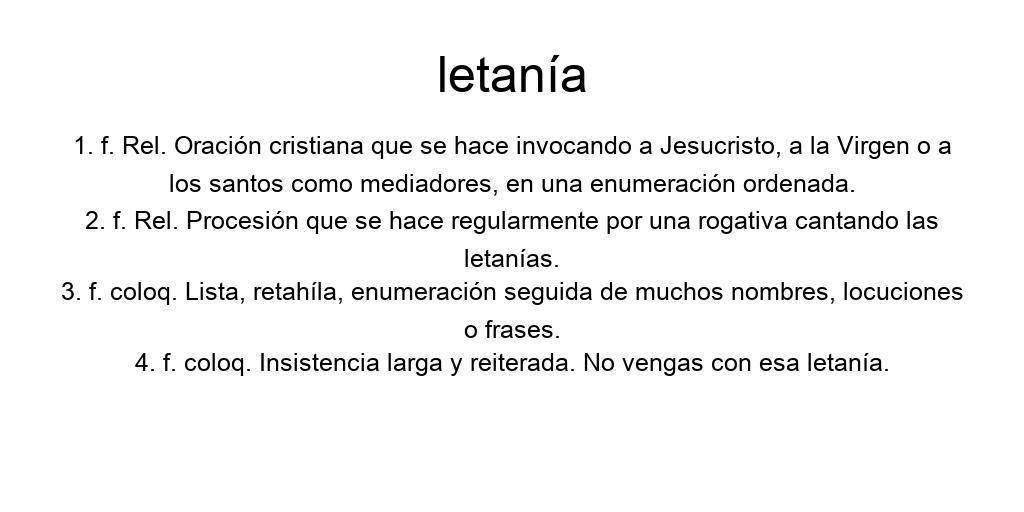 letanía
1. f. Rel. Oración cristiana que se hace invocando a Jesucristo, a la Virgen o a
los santos como mediadores, en una enumeración ordenada.
2. f. Rel. Procesión que se hace regularmente por una rogativa cantando las
letanías.
3. f. coloq. Lista, retahíla, enumeración seguida de muchos nombres, locuciones
o frases.
4. f. coloq. Insistencia larga y reiterada. No vengas con esa letanía.